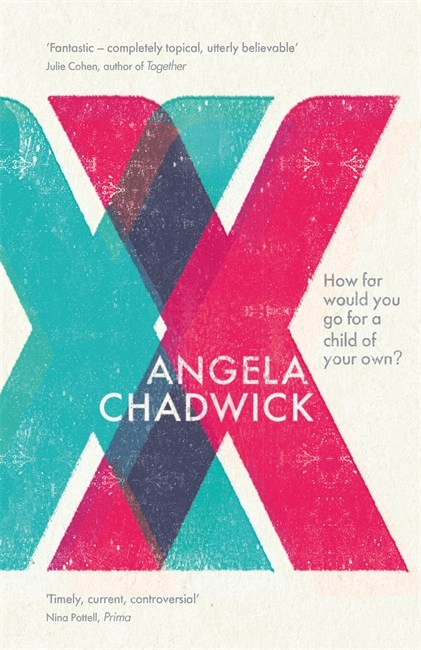 'Fantastic – completely topical, utterly believable'
Julie Cohen, author of Together
XX
How far
would you
go for a
child of
your own?
ANGELA
CHADWICK
'Timely, current, controversial'
Nina Pottell, Prima